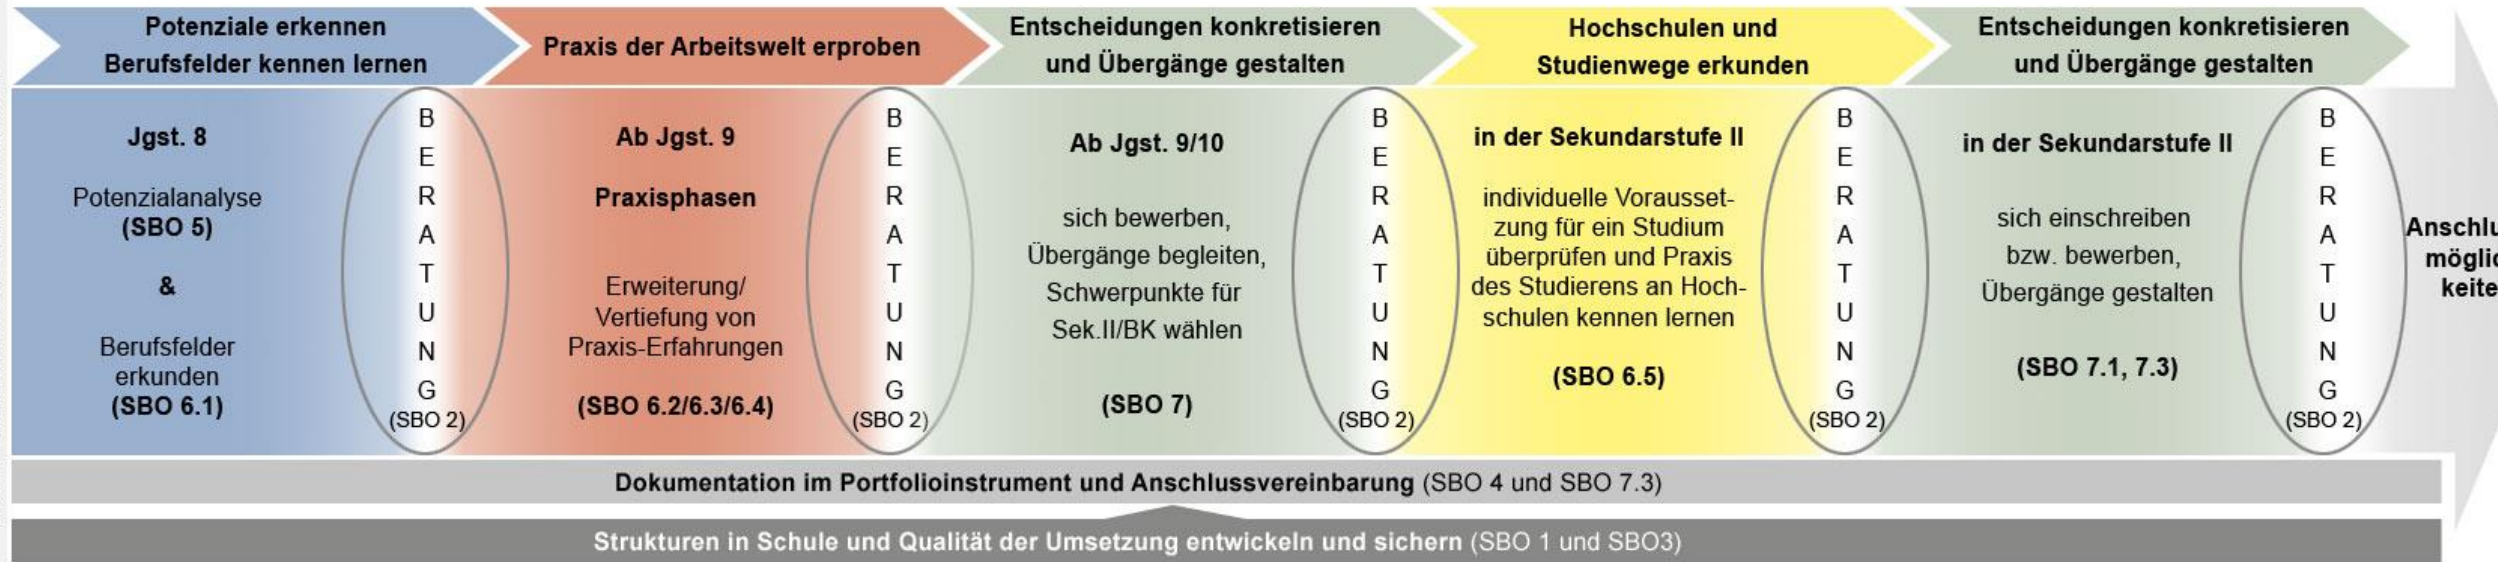 Potenziale erkennen
Berufsfelder kennen lernen
Praxis der Arbeitswelt erproben
Entscheidungen konkretisieren
und Übergänge gestalten
Hochschulen und
Studienwege erkunden
Entscheidungen konkretisieren
und Übergänge gestalten
Jgst. 8
Potenzialanalyse
(SBO 5)
&
Berufsfelder
erkunden
(SBO 6.1)
BERATUNG
(SBO 2)
Ab Jgst. 9
Praxisphasen
Erweiterung/
Vertiefung von
Praxis-Erfahrungen
(SBO 6.2/6.3/6.4)
BERATUNG
(SBO 2)
Ab Jgst. 9/10
sich bewerben,
Übergänge begleiten,
Schwerpunkte für
Sek.II/BK wählen
(SBO 7)
BERATUNG
(SBO 2)
in der Sekundarstufe II
individuelle Vorausset-
zung für ein Studium
überprüfen und Praxis
des Studierens an Hoch-
schulen kennen lernen
(SBO 6.5)
BERATUNG
(SBO 2)
in der Sekundarstufe II
sich einschreiben
bzw. bewerben,
Übergänge gestalten
(SBO 7.1, 7.3)
BERATUNG
(SBO 2)
Dokumentation im Portfolioinstrument und Anschlussvereinbarung (SBO 4 und SBO 7.3)
Strukturen in Schule und Qualität der Umsetzung entwickeln und sichern (SBO 1 und SBO3)